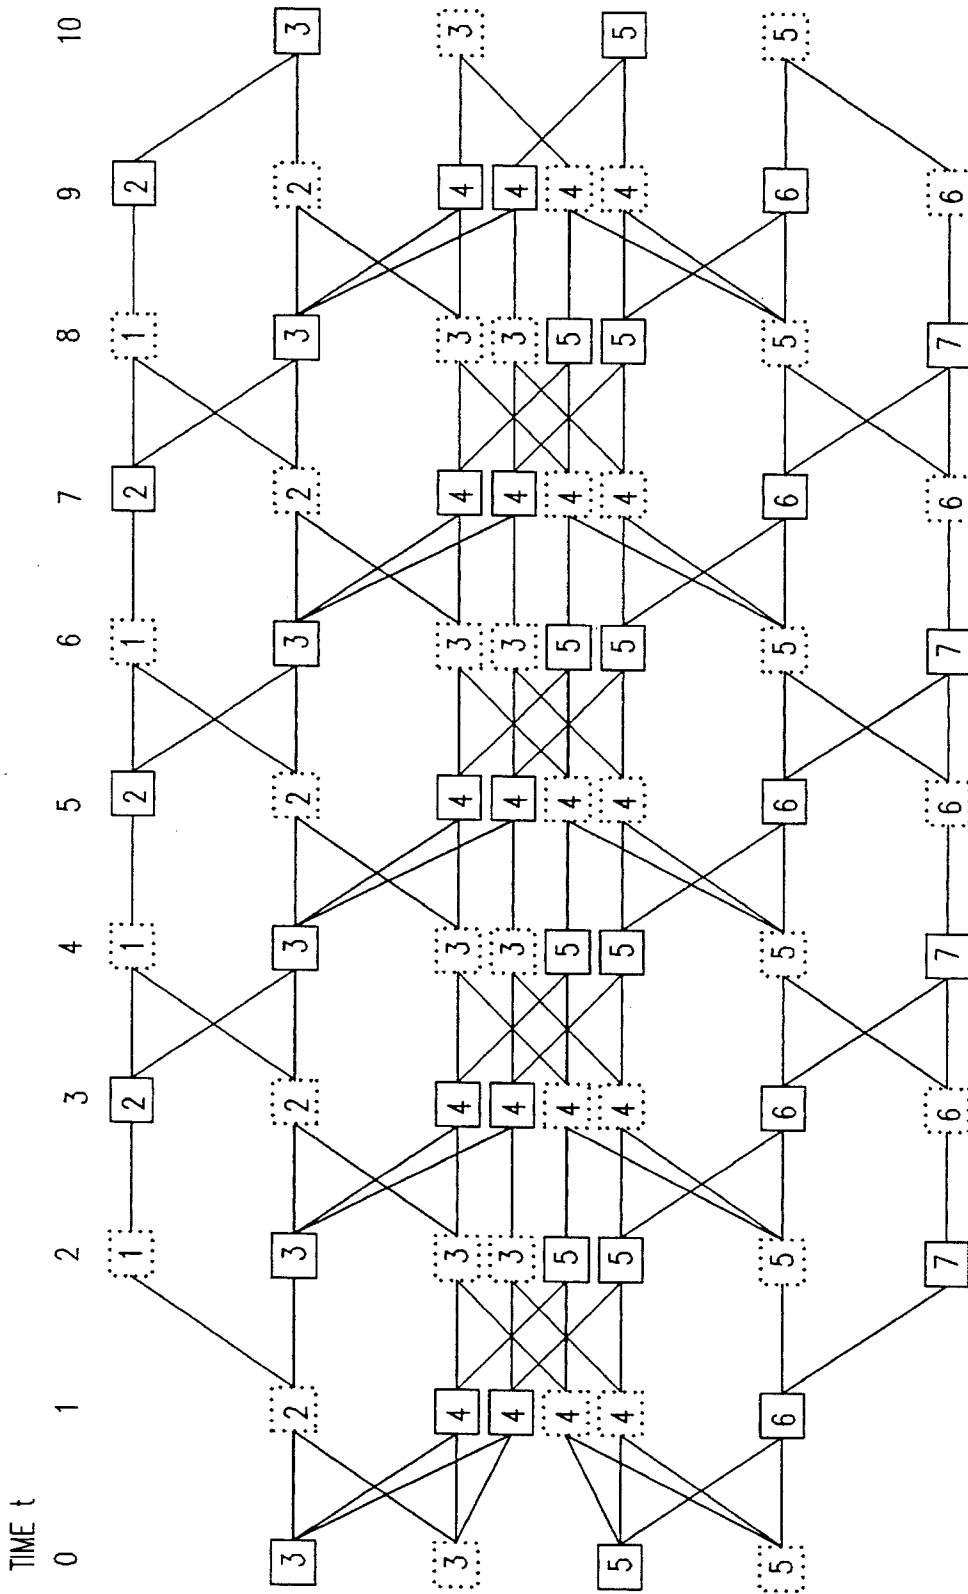 TIME t
0 1 2 3 4 5 6 7 8 9 10
1 2 1 2 1 2 1 2
3 2 3 2 3 2 3 2 3 2 3
3 4 3 4 3 4 3 4 3 4 3
4 3 4 3 4 3 4 3 4
4 5 4 5 4 5 4 5 4
5 4 5 4 5 4 5 4 5 4 5
5 6 5 6 5 6 5 6 5 6 5
7 6 7 6 7 6 7 6